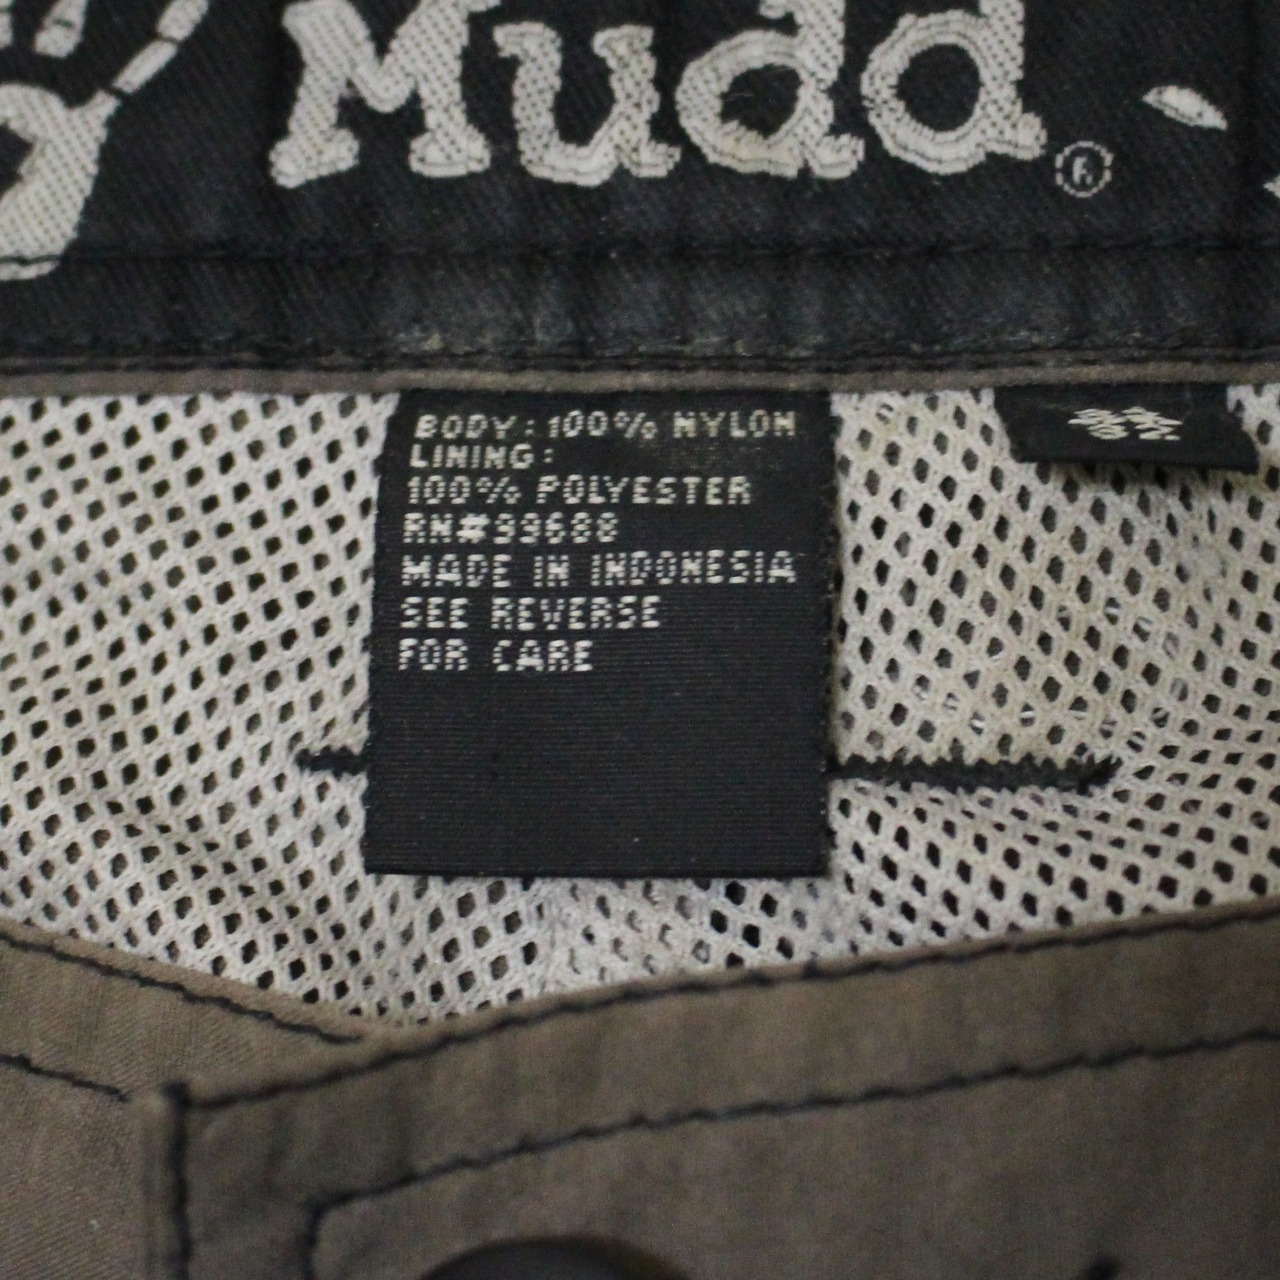 Mudd®
BODY: 100% NYLON
LINING:
100% POLYESTER
RN#99688
MADE IN INDONESIA
SEE REVERSE
FOR CARE